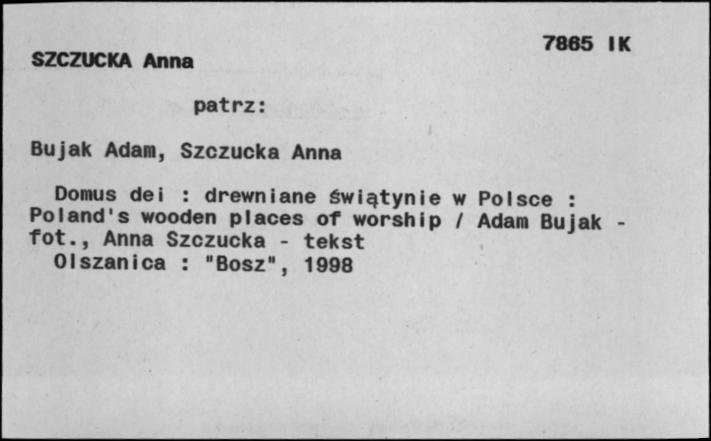 7865 IK
SZCZUCKA Anna
patrz:
Bujak Adam, Szczucka Anna
Domus dei : drewniane świątynie w Polsce :
Poland's wooden places of worship / Adam Bujak -
fot., Anna Szczucka - tekst
Olszanica : "Bosz", 1998